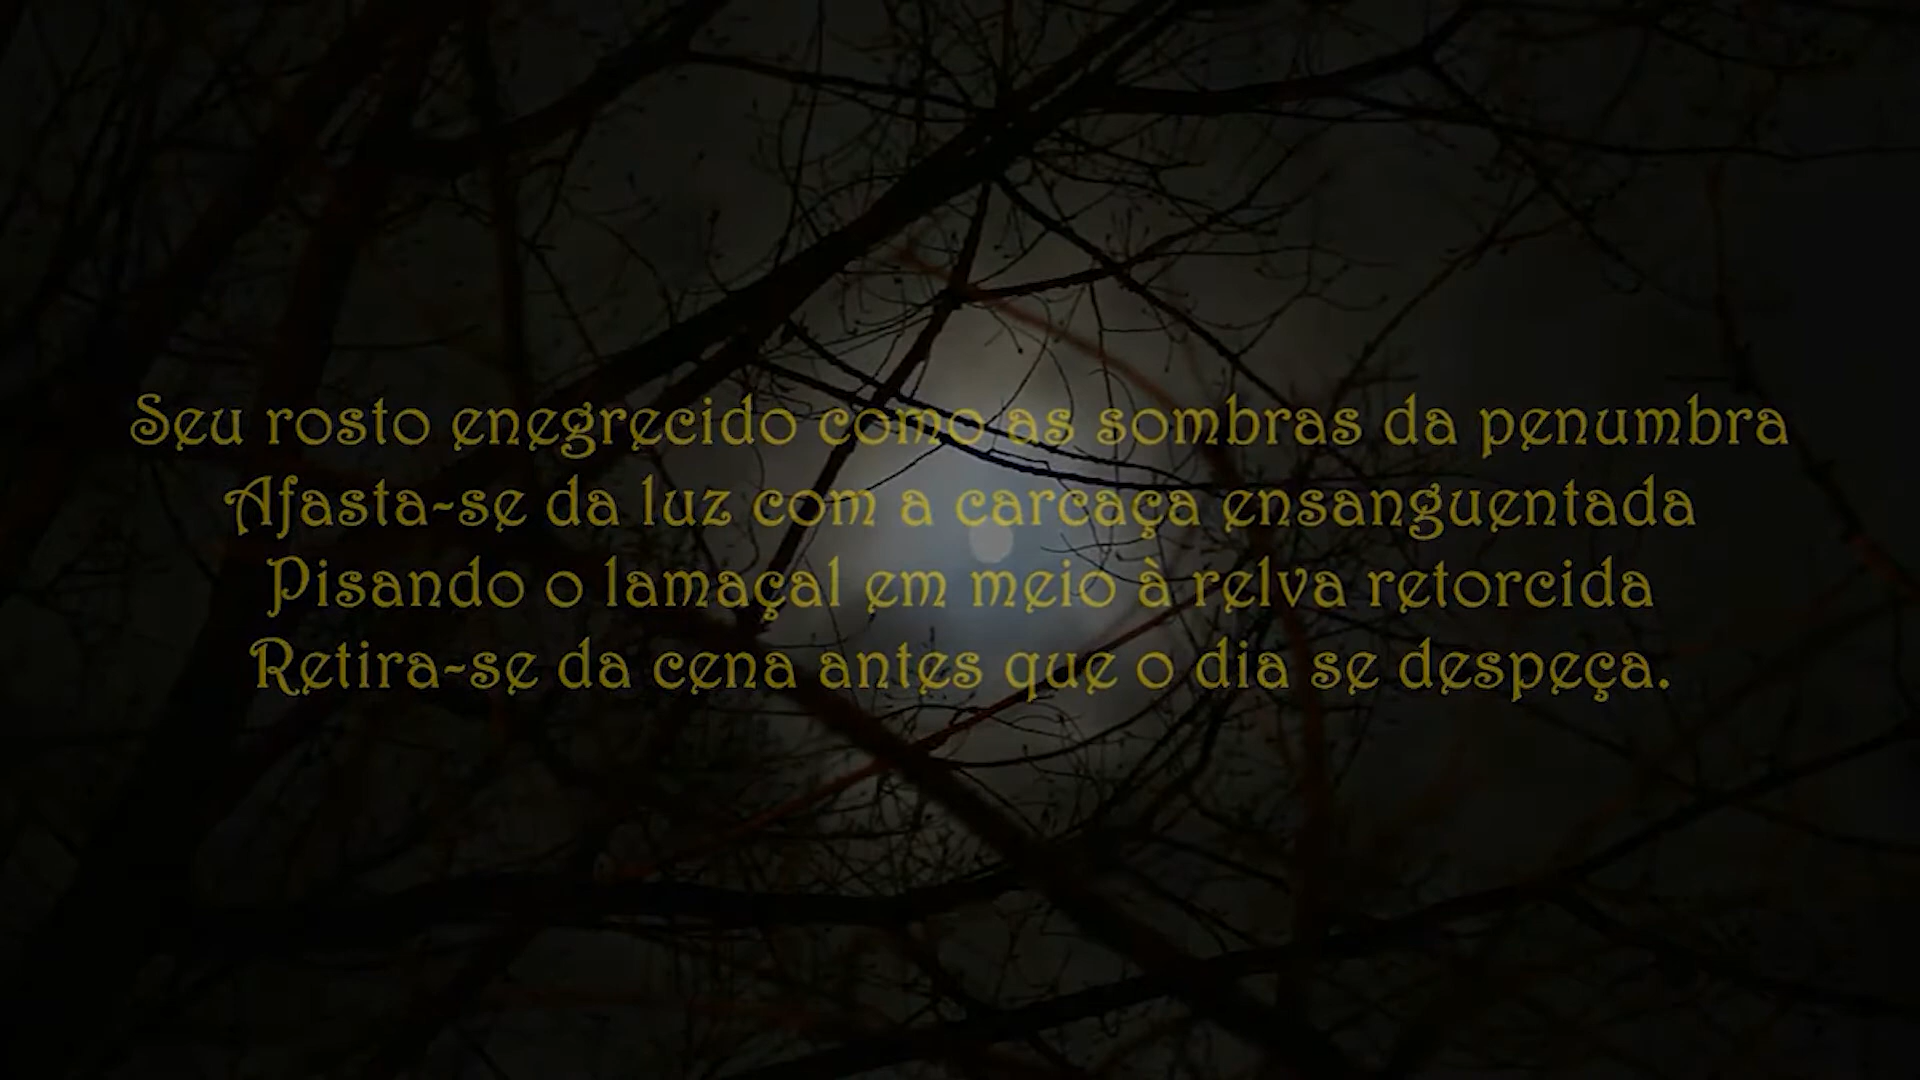 Seu rosto enegrecido como as sombras da penumbra
Afasta-se da luz com a carcaça ensanguentada
Pisando o lamaçal em meio à relva retorcida
Retira-se da cena antes que o dia se despeça.